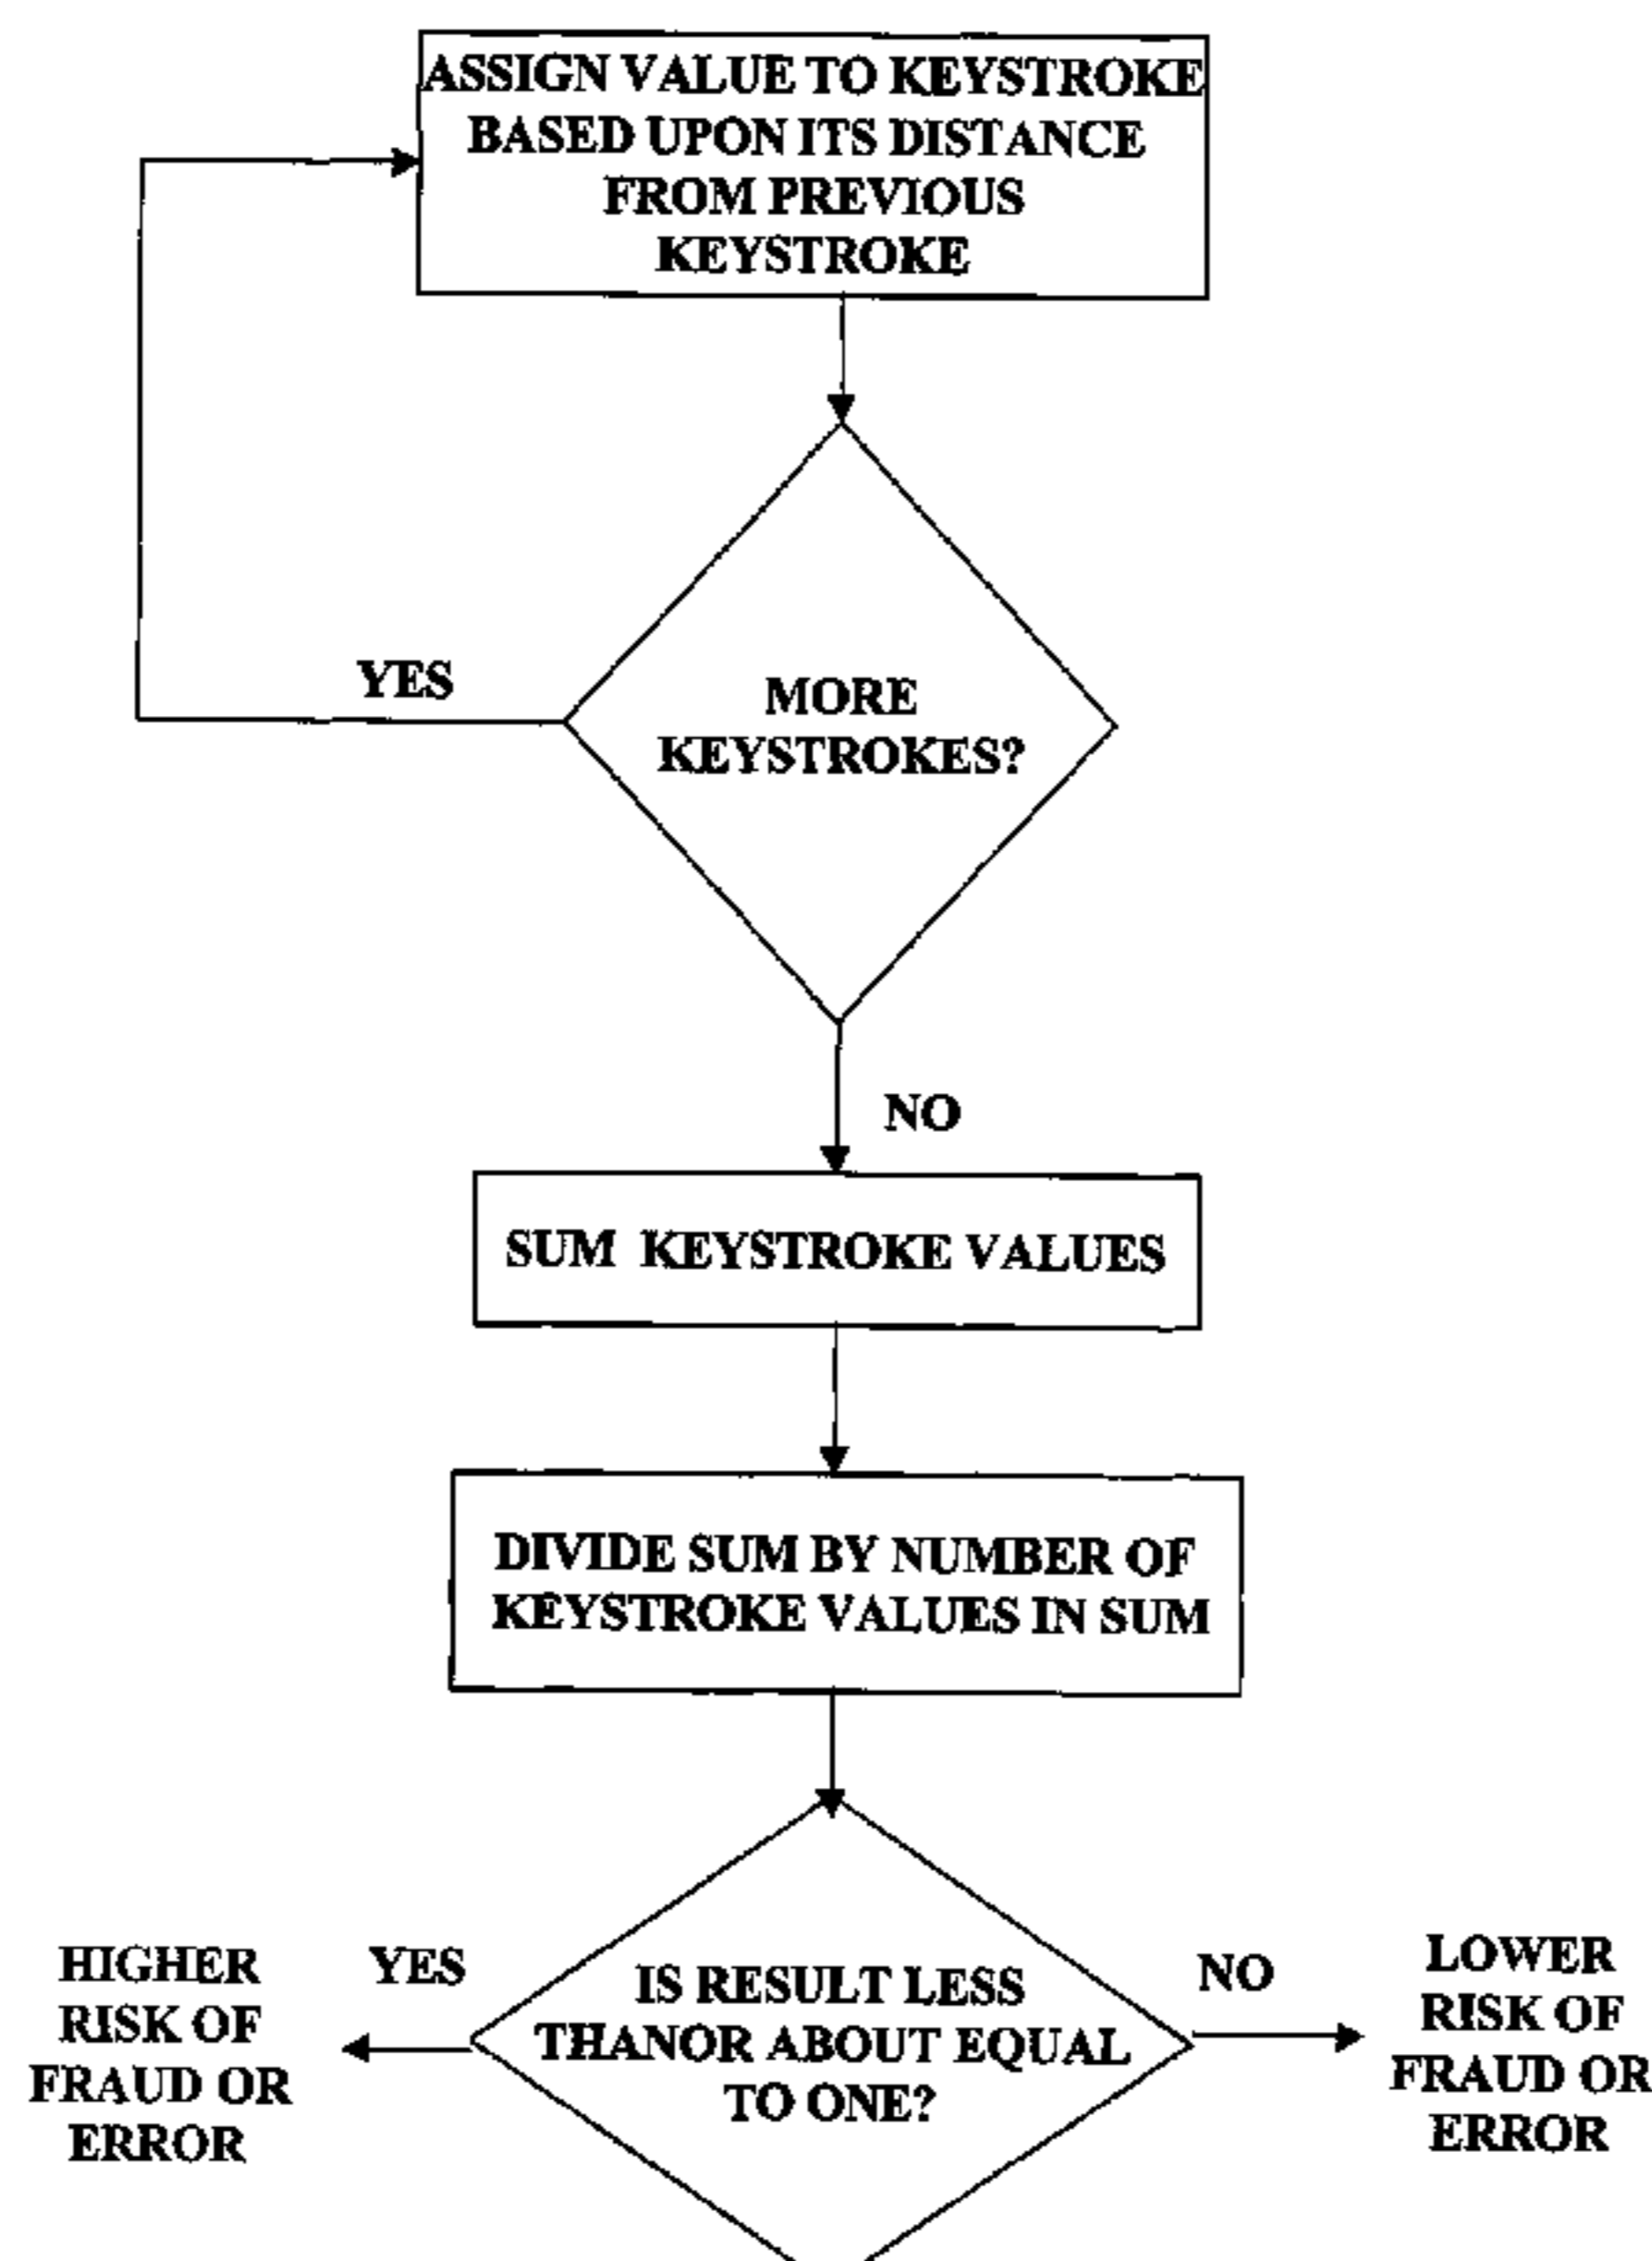 ASSIGN VALUE TO KEYSTROKE
BASED UPON ITS DISTANCE
FROM PREVIOUS
KEYSTROKE
YES
MORE
KEYSTROKES?
NO
SUM KEYSTROKE VALUES
DIVIDE SUM BY NUMBER OF
KEYSTROKE VALUES IN SUM
HIGHER
RISK OF
FRAUD OR
ERROR
YES
IS RESULT LESS
THANOR ABOUT EQUAL
TO ONE?
NO
LOWER
RISK OF
FRAUD OR
ERROR